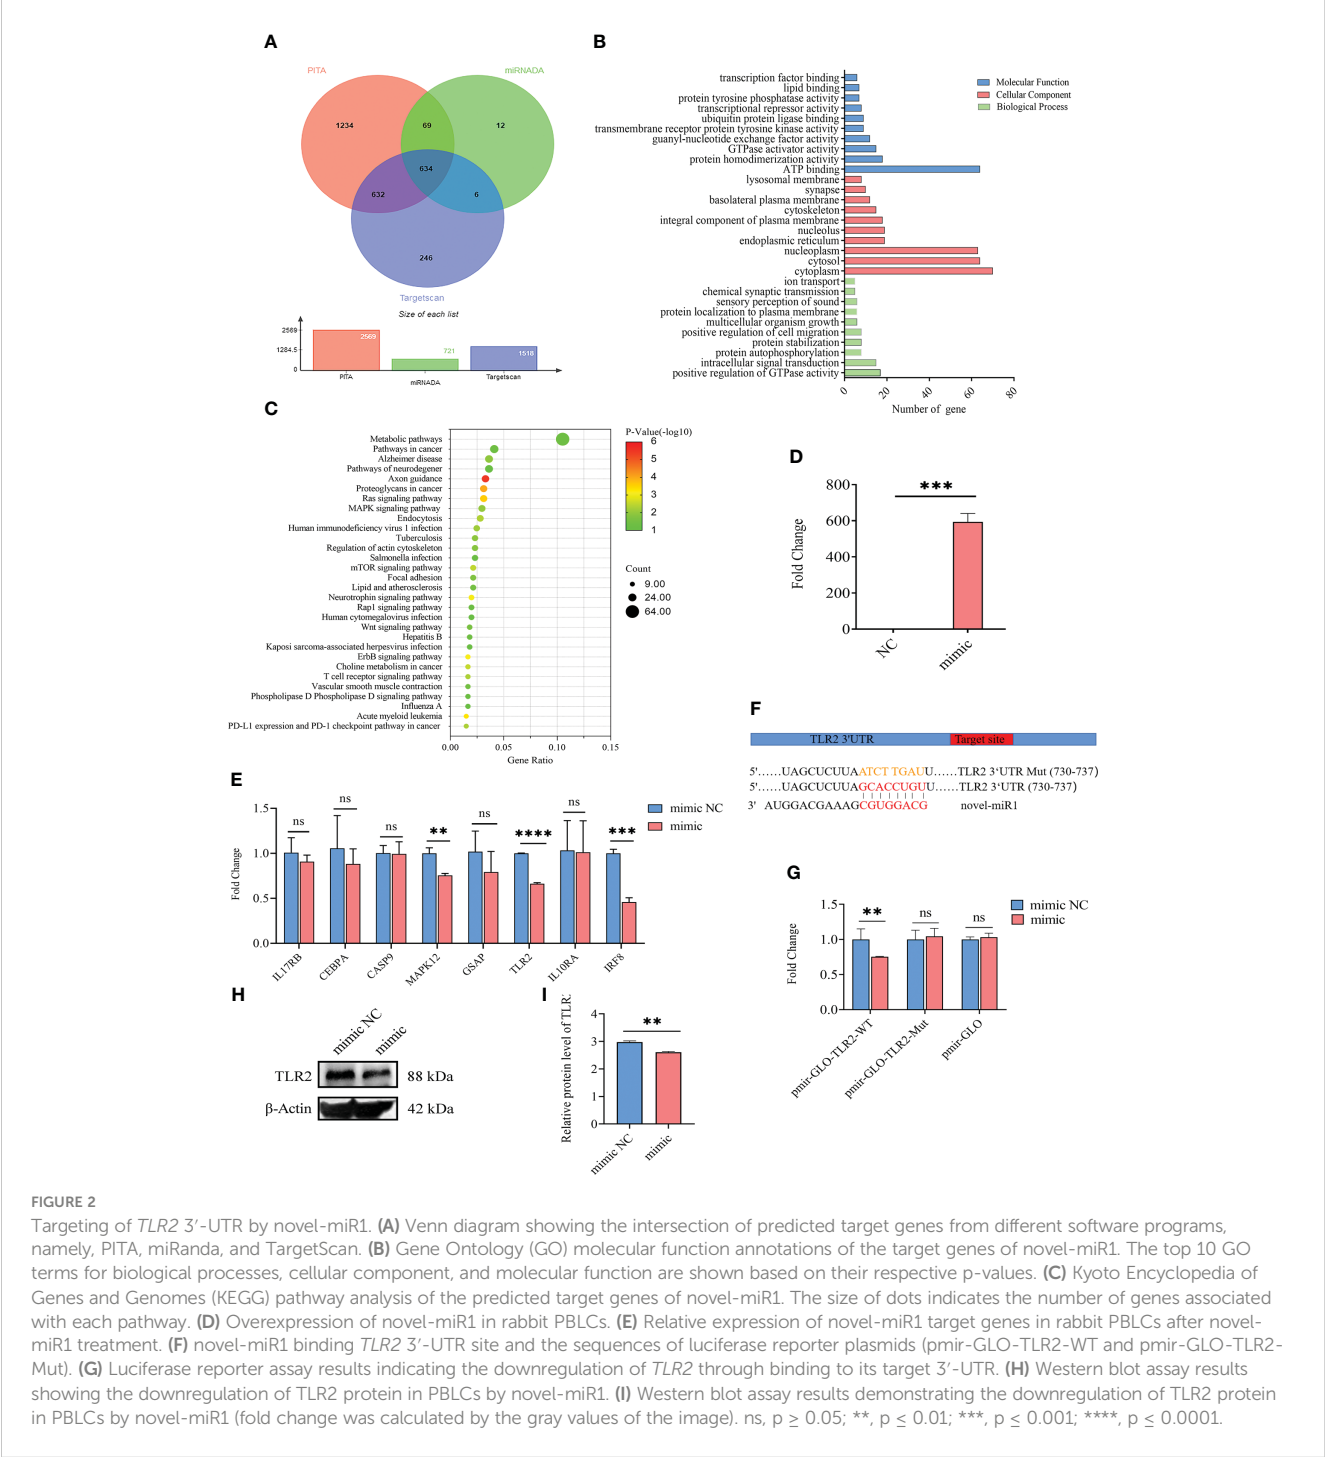 A
PITA
miRNADA
1234
69
12
634
632
6
246
Targetscan
Size of each list
2569
1284.5
0
2569
721
1518
PITA
miRNADA
Targetscan
B
transcription factor binding
lipid binding
protein tyrosine phosphatase activity
transcriptional repressor activity
ubiquitin protein ligase binding
transmembrane receptor protein tyrosine kinase activity
guanyl-nucleotide exchange factor activity
GTPase activator activity
protein homodimerization activity
ATP binding
lysosomal membrane
synapse
basolateral plasma membrane
cytoskeleton
integral component of plasma membrane
nucleolus
endoplasmic reticulum
nucleoplasm
cytosol
cytoplasm
ion transport
chemical synaptic transmission
sensory perception of sound
protein localization to plasma membrane
multicellular organism growth
positive regulation of cell migration
protein stabilization
protein autophosphorylation
intracellular signal transduction
positive regulation of GTPase activity
0 20 40 60 80
Number of gene
Molecular Function
Cellular Component
Biological Process
C
Metabolic pathways
Pathways in cancer
Alzheimer disease
Pathways of neurodegener
Axon guidance
Proteoglycans in cancer
Ras signaling pathway
MAPK signaling pathway
Endocytosis
Human immunodeficiency virus 1 infection
Tuberculosis
Regulation of actin cytoskeleton
Salmonella infection
mTOR signaling pathway
Focal adhesion
Lipid and atherosclerosis
Neurotrophin signaling pathway
Rap1 signaling pathway
Human cytomegalovirus infection
Wnt signaling pathway
Hepatitis B
Kaposi sarcoma-associated herpesvirus infection
ErbB signaling pathway
Choline metabolism in cancer
T cell receptor signaling pathway
Vascular smooth muscle contraction
Phospholipase D Phospholipase D signaling pathway
Influenza A
Acute myeloid leukemia
PD-L1 expression and PD-1 checkpoint pathway in cancer
0.00 0.05 0.10 0.15
Gene Ratio
P-Value(-log10)
6
5
4
3
2
1
Count
9.00
24.00
64.00
D
Fold Change
800
600
400
200
0
***
NC
mimic
F
TLR2 3'UTR
Target site
5'......UAGCUCUUAATCT TGAUU......TLR2 3'UTR Mut (730-737)
5'......UAGCUCUUAGCACCUGUU......TLR2 3'UTR (730-737)
3' AUGGACGAAAGCGUGGACG novel-miR1
E
Fold Change
1.5
1.0
0.5
0.0
ns ns ns ** ns **** ns ***
mimic NC
mimic
IL17RB
CEBPA
CASP9
MAPK12
GSAP
TLR2
IL10RA
IRF8
G
Fold Change
1.5
1.0
0.5
0.0
** ns ns
mimic NC
mimic
pmir-GLO-TLR2-WT
pmir-GLO-TLR2-Mut
pmir-GLO
H
mimic NC
mimic
TLR2 88 kDa
β-Actin 42 kDa
I
Relative protein level of TLR
4
3
2
1
0
**
mimic NC
mimic
FIGURE 2
Targeting of TLR2 3′-UTR by novel-miR1. (A) Venn diagram showing the intersection of predicted target genes from different software programs,
namely, PITA, miRanda, and TargetScan. (B) Gene Ontology (GO) molecular function annotations of the target genes of novel-miR1. The top 10 GO
terms for biological processes, cellular component, and molecular function are shown based on their respective p-values. (C) Kyoto Encyclopedia of
Genes and Genomes (KEGG) pathway analysis of the predicted target genes of novel-miR1. The size of dots indicates the number of genes associated
with each pathway. (D) Overexpression of novel-miR1 in rabbit PBLCs. (E) Relative expression of novel-miR1 target genes in rabbit PBLCs after novel-
miR1 treatment. (F) novel-miR1 binding TLR2 3′-UTR site and the sequences of luciferase reporter plasmids (pmir-GLO-TLR2-WT and pmir-GLO-TLR2-
Mut). (G) Luciferase reporter assay results indicating the downregulation of TLR2 through binding to its target 3′-UTR. (H) Western blot assay results
showing the downregulation of TLR2 protein in PBLCs by novel-miR1. (I) Western blot assay results demonstrating the downregulation of TLR2 protein
in PBLCs by novel-miR1 (fold change was calculated by the gray values of the image). ns, p ≥ 0.05; **, p ≤ 0.01; ***, p ≤ 0.001; ****, p ≤ 0.0001.